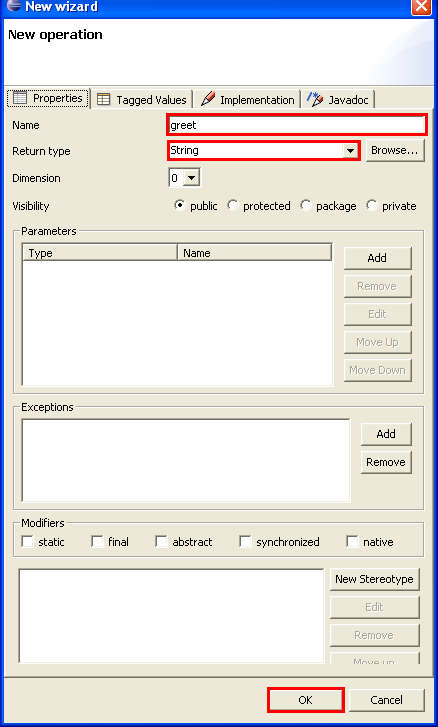 New wizard
New operation
Properties Tagged Values Implementation Javadoc
Name greet
Return type String Browse...
Dimension 0
Visibility public protected package private
Parameters
Type Name
Add
Remove
Edit
Move Up
Move Down
Exceptions
Add
Remove
Modifiers
static final abstract synchronized native
New Stereotype
Edit
Remove
Move up
OK Cancel